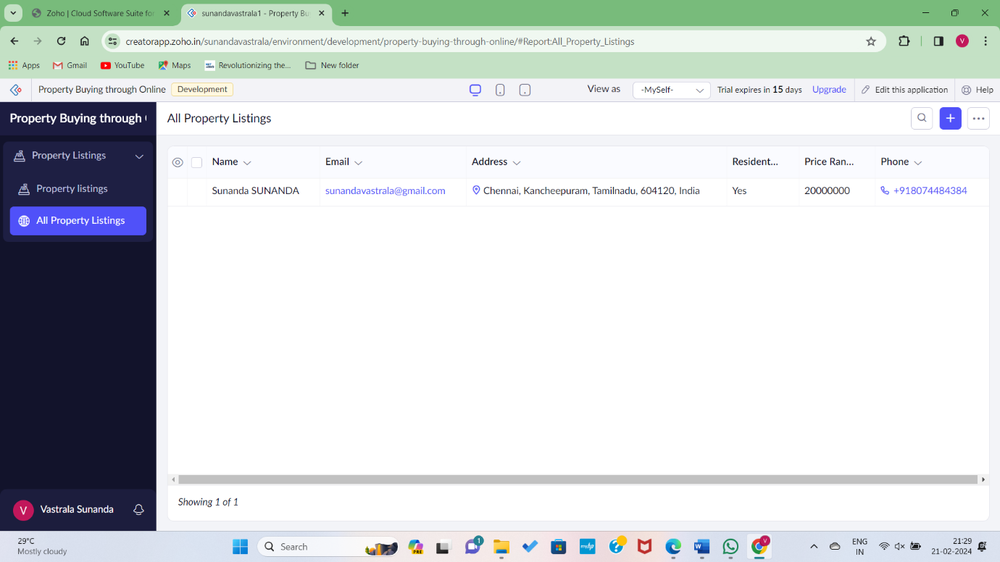 Zoho | Cloud Software Suite for
sunandavastrala1 - Property Bu
creatorapp.zoho.in/sunandavastrala/environment/development/property-buying-through-online/#Report:All_Property_Listings
V
Apps Gmail YouTube Maps Revolutionizing the... New folder
Property Buying through Online Development View as -MySelf- Trial expires in 15 days Upgrade Edit this application Help
Property Buying through All Property Listings
Property Listings
Property listings
All Property Listings
Name Email Address Resident... Price Ran... Phone
Sunanda SUNANDA sunandavastrala@gmail.com Chennai, Kancheepuram, Tamilnadu, 604120, India Yes 20000000 +918074484384
Showing 1 of 1
V Vastrala Sunanda
29°C
Mostly cloudy
Search
PRE
1
myhp
V
ENG
IN
21:29
21-02-2024